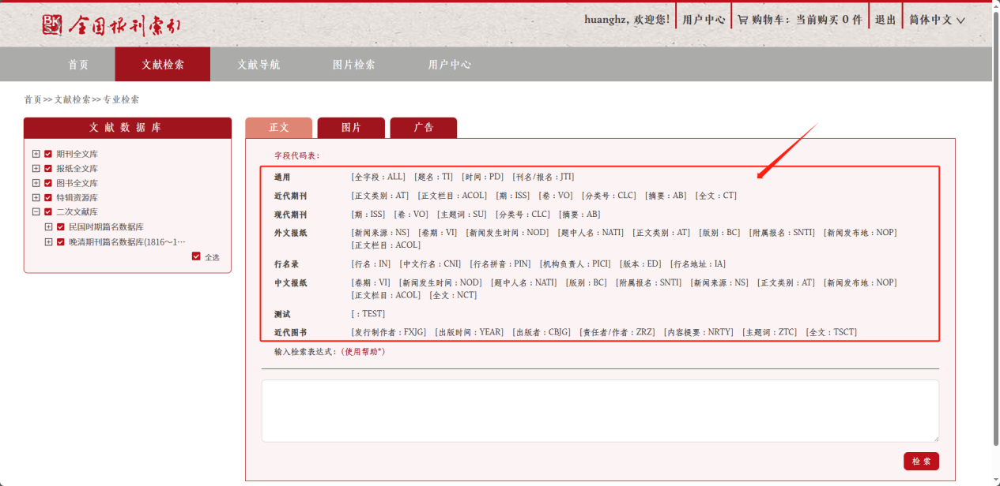 全国报刊索引
huanghz, 欢迎您! 用户中心 购物车：当前购买 0 件 退出 简体中文
首页 文献检索 文献导航 图片检索 用户中心
首页>>文献检索>>专业检索
文 献 数 据 库
期刊全文库
报纸全文库
图书全文库
特辑资源库
二次文献库
民国时期篇名数据库
晚清期刊篇名数据库(1816～1…
全选
正文 图片 广告
字段代码表：
通用 [全字段：ALL] [题名：TI] [时间：PD] [刊名/报名：JTI]
近代期刊 [正文类别：AT] [正文栏目：ACOL] [期：ISS] [卷：VO] [分类号：CLC] [摘要：AB] [全文：CT]
现代期刊 [期：ISS] [卷：VO] [主题词：SU] [分类号：CLC] [摘要：AB]
外文报纸 [新闻来源：NS] [卷期：VI] [新闻发生时间：NOD] [题中人名：NATI] [正文类别：AT] [版别：BC] [附属报名：SNTI] [新闻发布地：NOP]
[正文栏目：ACOL]
行名录 [行名：IN] [中文行名：CNI] [行名拼音：PIN] [机构负责人：PICI] [版本：ED] [行名地址：IA]
中文报纸 [卷期：VI] [新闻发生时间：NOD] [题中人名：NATI] [版别：BC] [附属报名：SNTI] [新闻来源：NS] [正文类别：AT] [新闻发布地：NOP]
[正文栏目：ACOL] [全文：NCT]
测试 [：TEST]
近代图书 [发行制作者：FXJG] [出版时间：YEAR] [出版者：CBJG] [责任者/作者：ZRZ] [内容提要：NRTY] [主题词：ZTC] [全文：TSCT]
输入检索表达式：(使用帮助*)
检 索